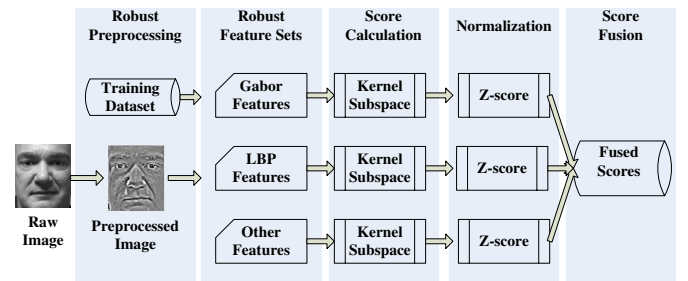 Robust
Preprocessing
Robust
Feature Sets
Score
Calculation
Normalization
Score
Fusion
Training
Dataset
Gabor
Features
Kernel
Subspace
Z-score
LBP
Features
Kernel
Subspace
Z-score
Fused
Scores
Raw
Image
Preprocessed
Image
Other
Features
Kernel
Subspace
Z-score